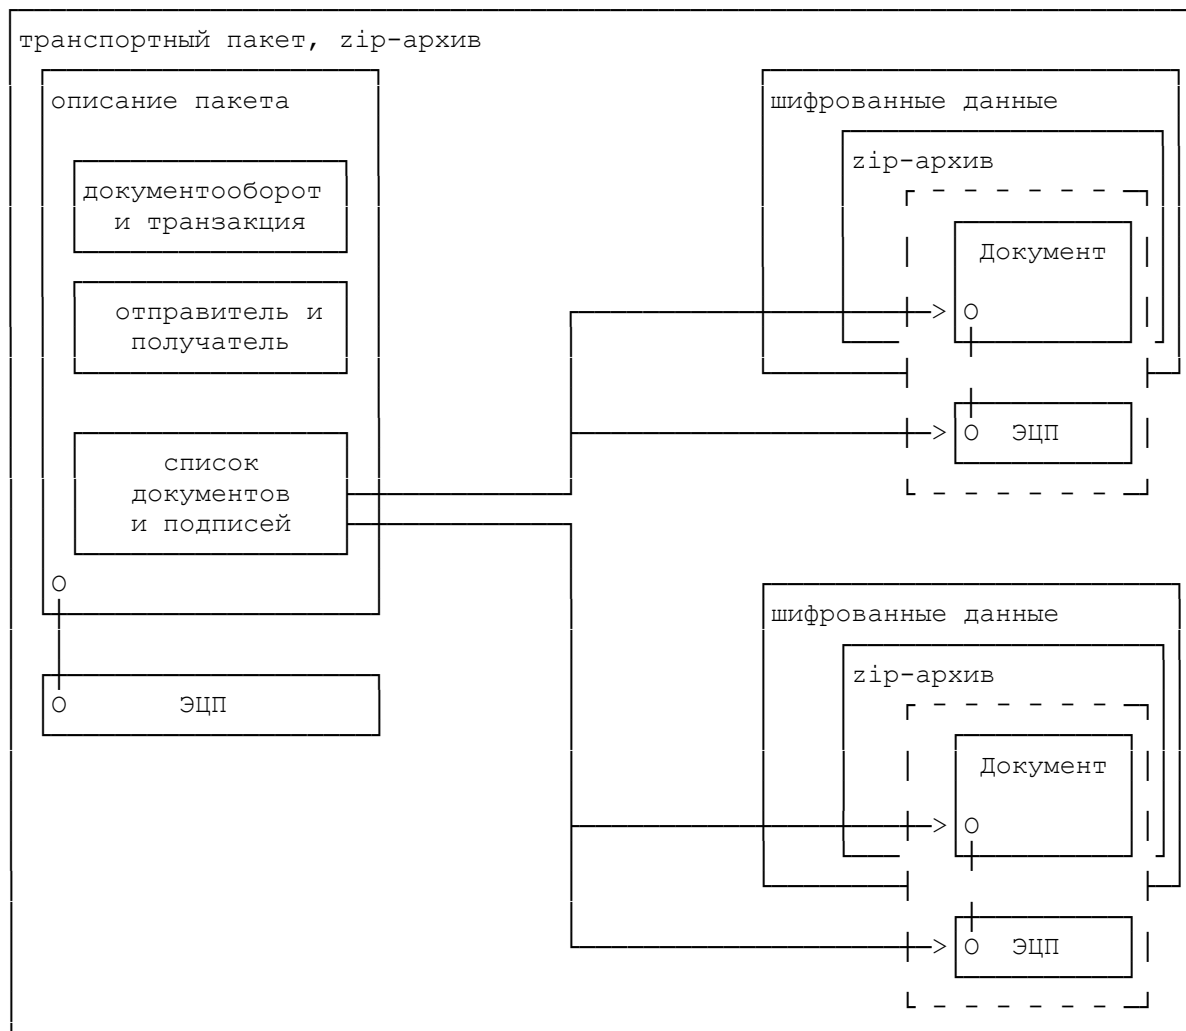 транспортный пакет, zip-архив
описание пакета
документооборот
и транзакция
отправитель и
получатель
список
документов
и подписей
O
O ЭЦП
шифрованные данные
zip-архив
Документ
> O
> O ЭЦП
шифрованные данные
zip-архив
Документ
> O
> O ЭЦП